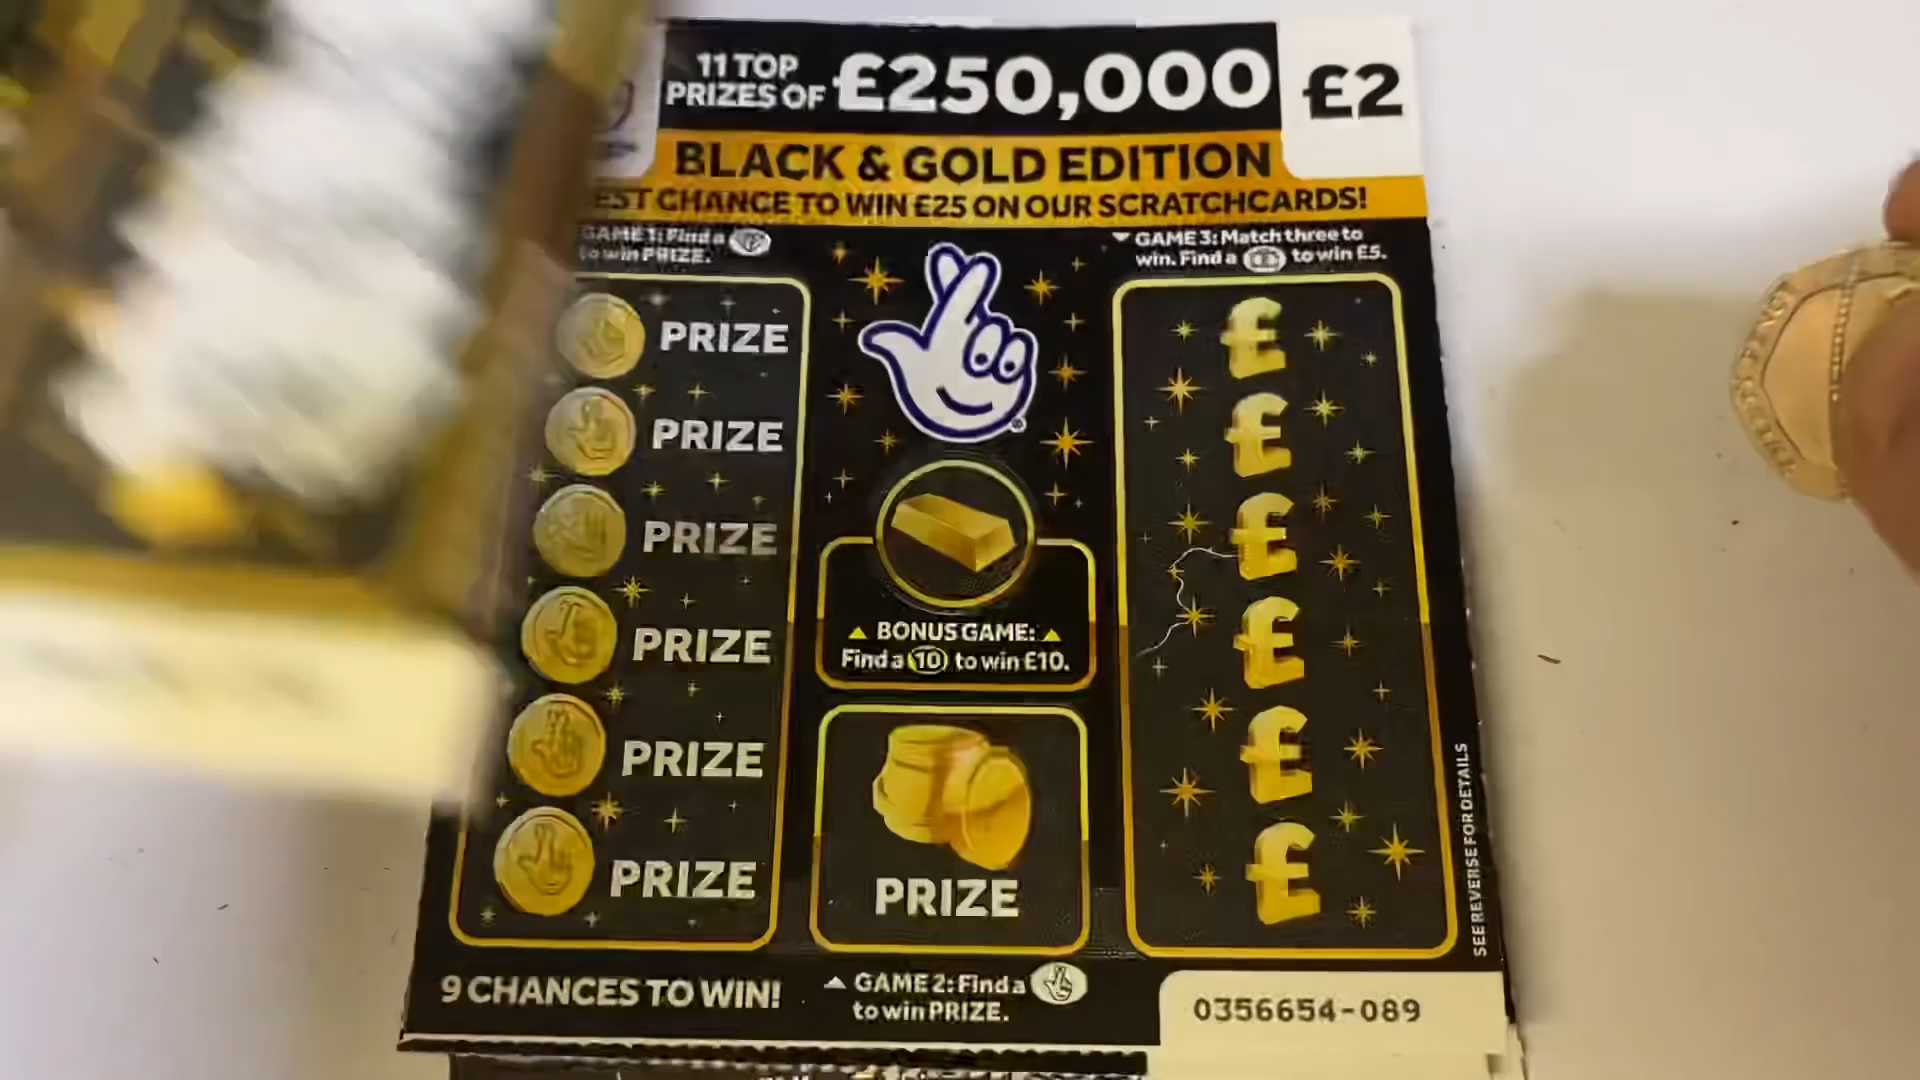 11 TOP
PRIZES OF £250,000
£2
BLACK & GOLD EDITION
CHANCE TO WIN £25 ON OUR SCRATCHCARDS!
GAME 1: Find a
to win PRIZE.
GAME 3: Match three to
win. Find a to win £5.
PRIZE
PRIZE
PRIZE
PRIZE
PRIZE
PRIZE
£
£
£
£
£
£
BONUS GAME:
Find a 10 to win £10.
PRIZE
9 CHANCES TO WIN!
GAME 2: Find a
to win PRIZE.
0356654-089
SEE REVERSE FOR DETAILS